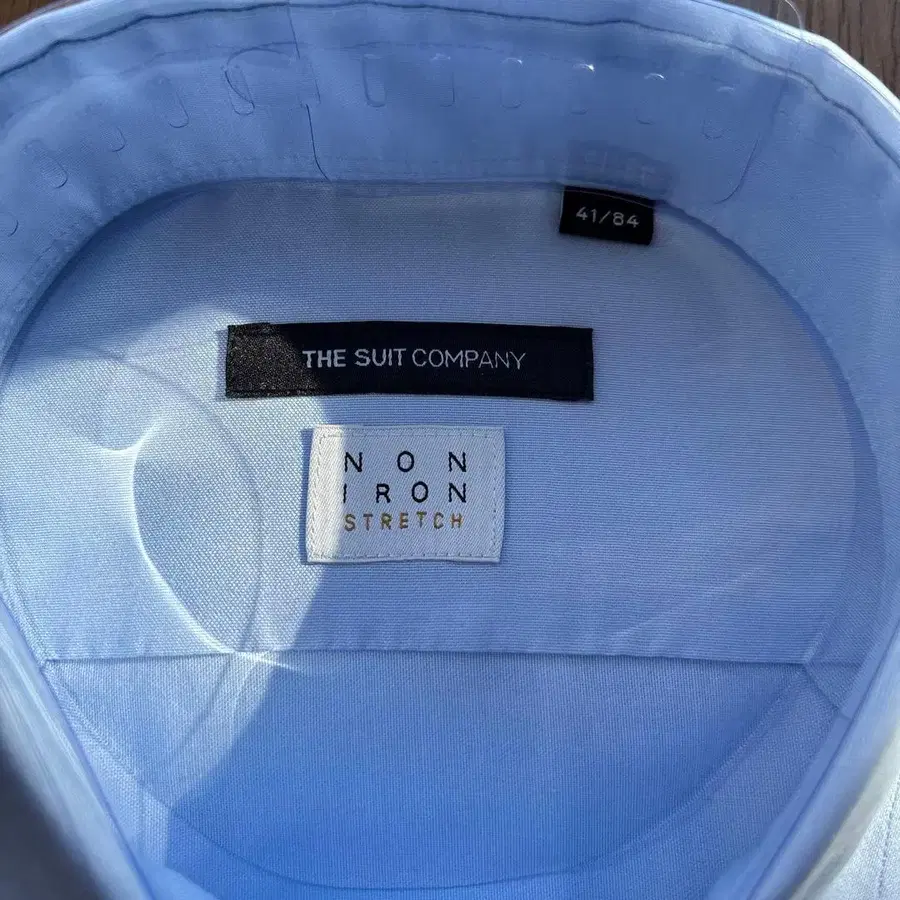 41/84
THE SUIT COMPANY
NON
IRON
STRETCH